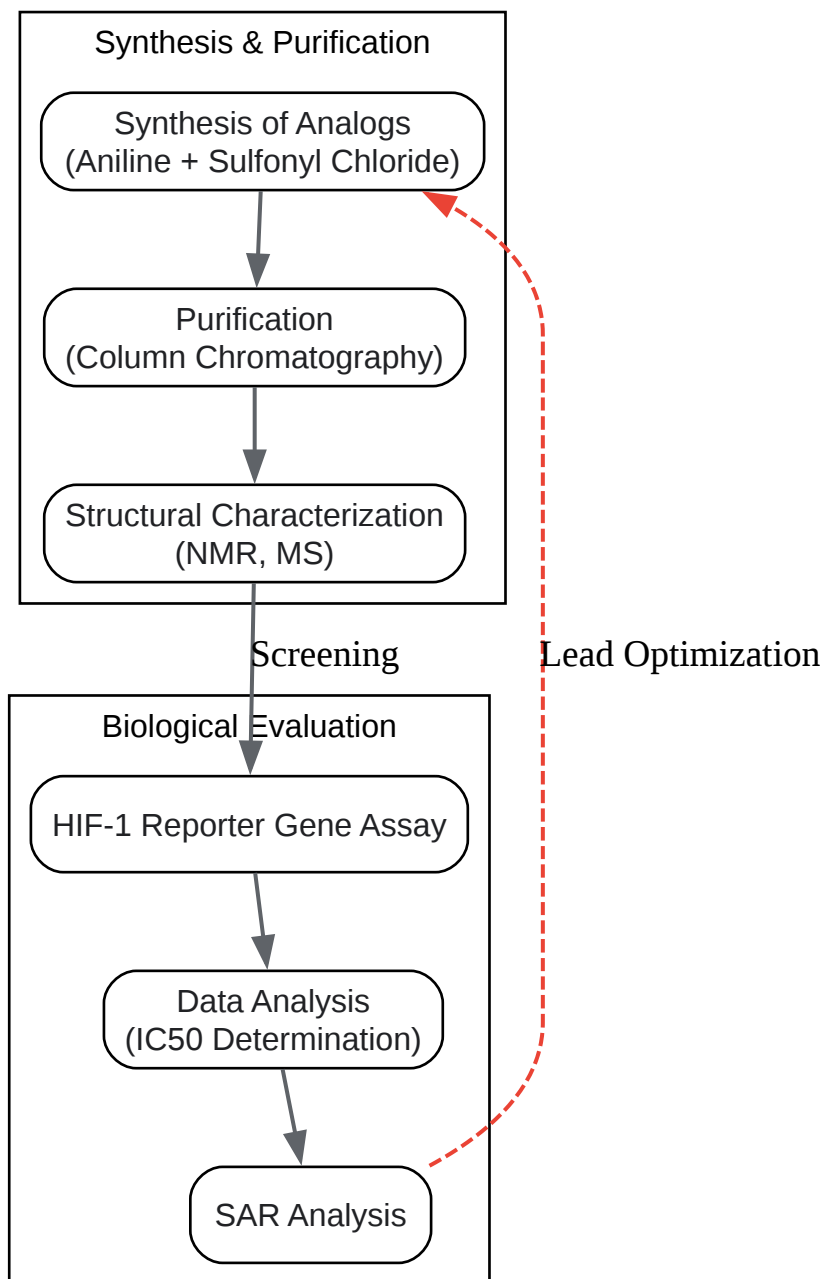 Synthesis & Purification
Synthesis of Analogs
(Aniline + Sulfonyl Chloride)
Purification
(Column Chromatography)
Structural Characterization
(NMR, MS)
Screening
Lead Optimization
Biological Evaluation
HIF-1 Reporter Gene Assay
Data Analysis
(IC50 Determination)
SAR Analysis